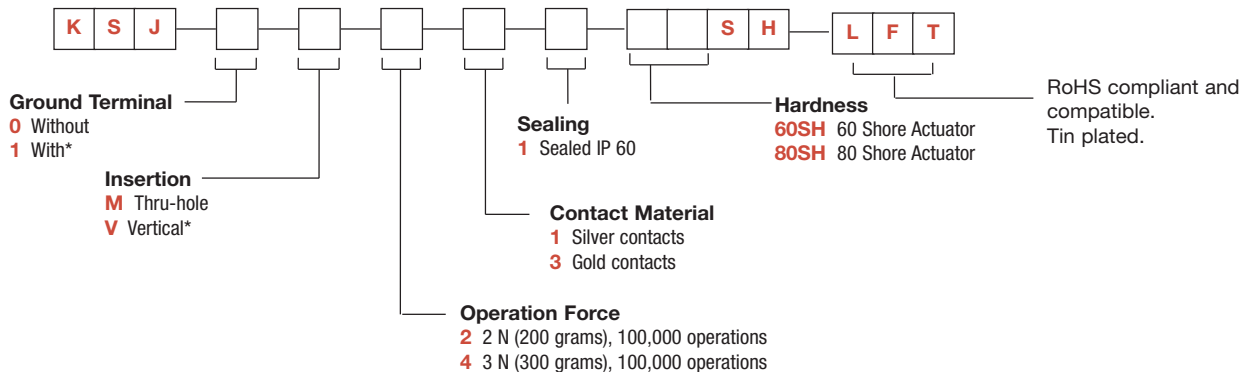 K S J S H L F T
Ground Terminal
0 Without
1 With*
Insertion
M Thru-hole
V Vertical*
Operation Force
2 2 N (200 grams), 100,000 operations
4 3 N (300 grams), 100,000 operations
Contact Material
1 Silver contacts
3 Gold contacts
Sealing
1 Sealed IP 60
Hardness
60SH 60 Shore Actuator
80SH 80 Shore Actuator
RoHS compliant and
compatible.
Tin plated.